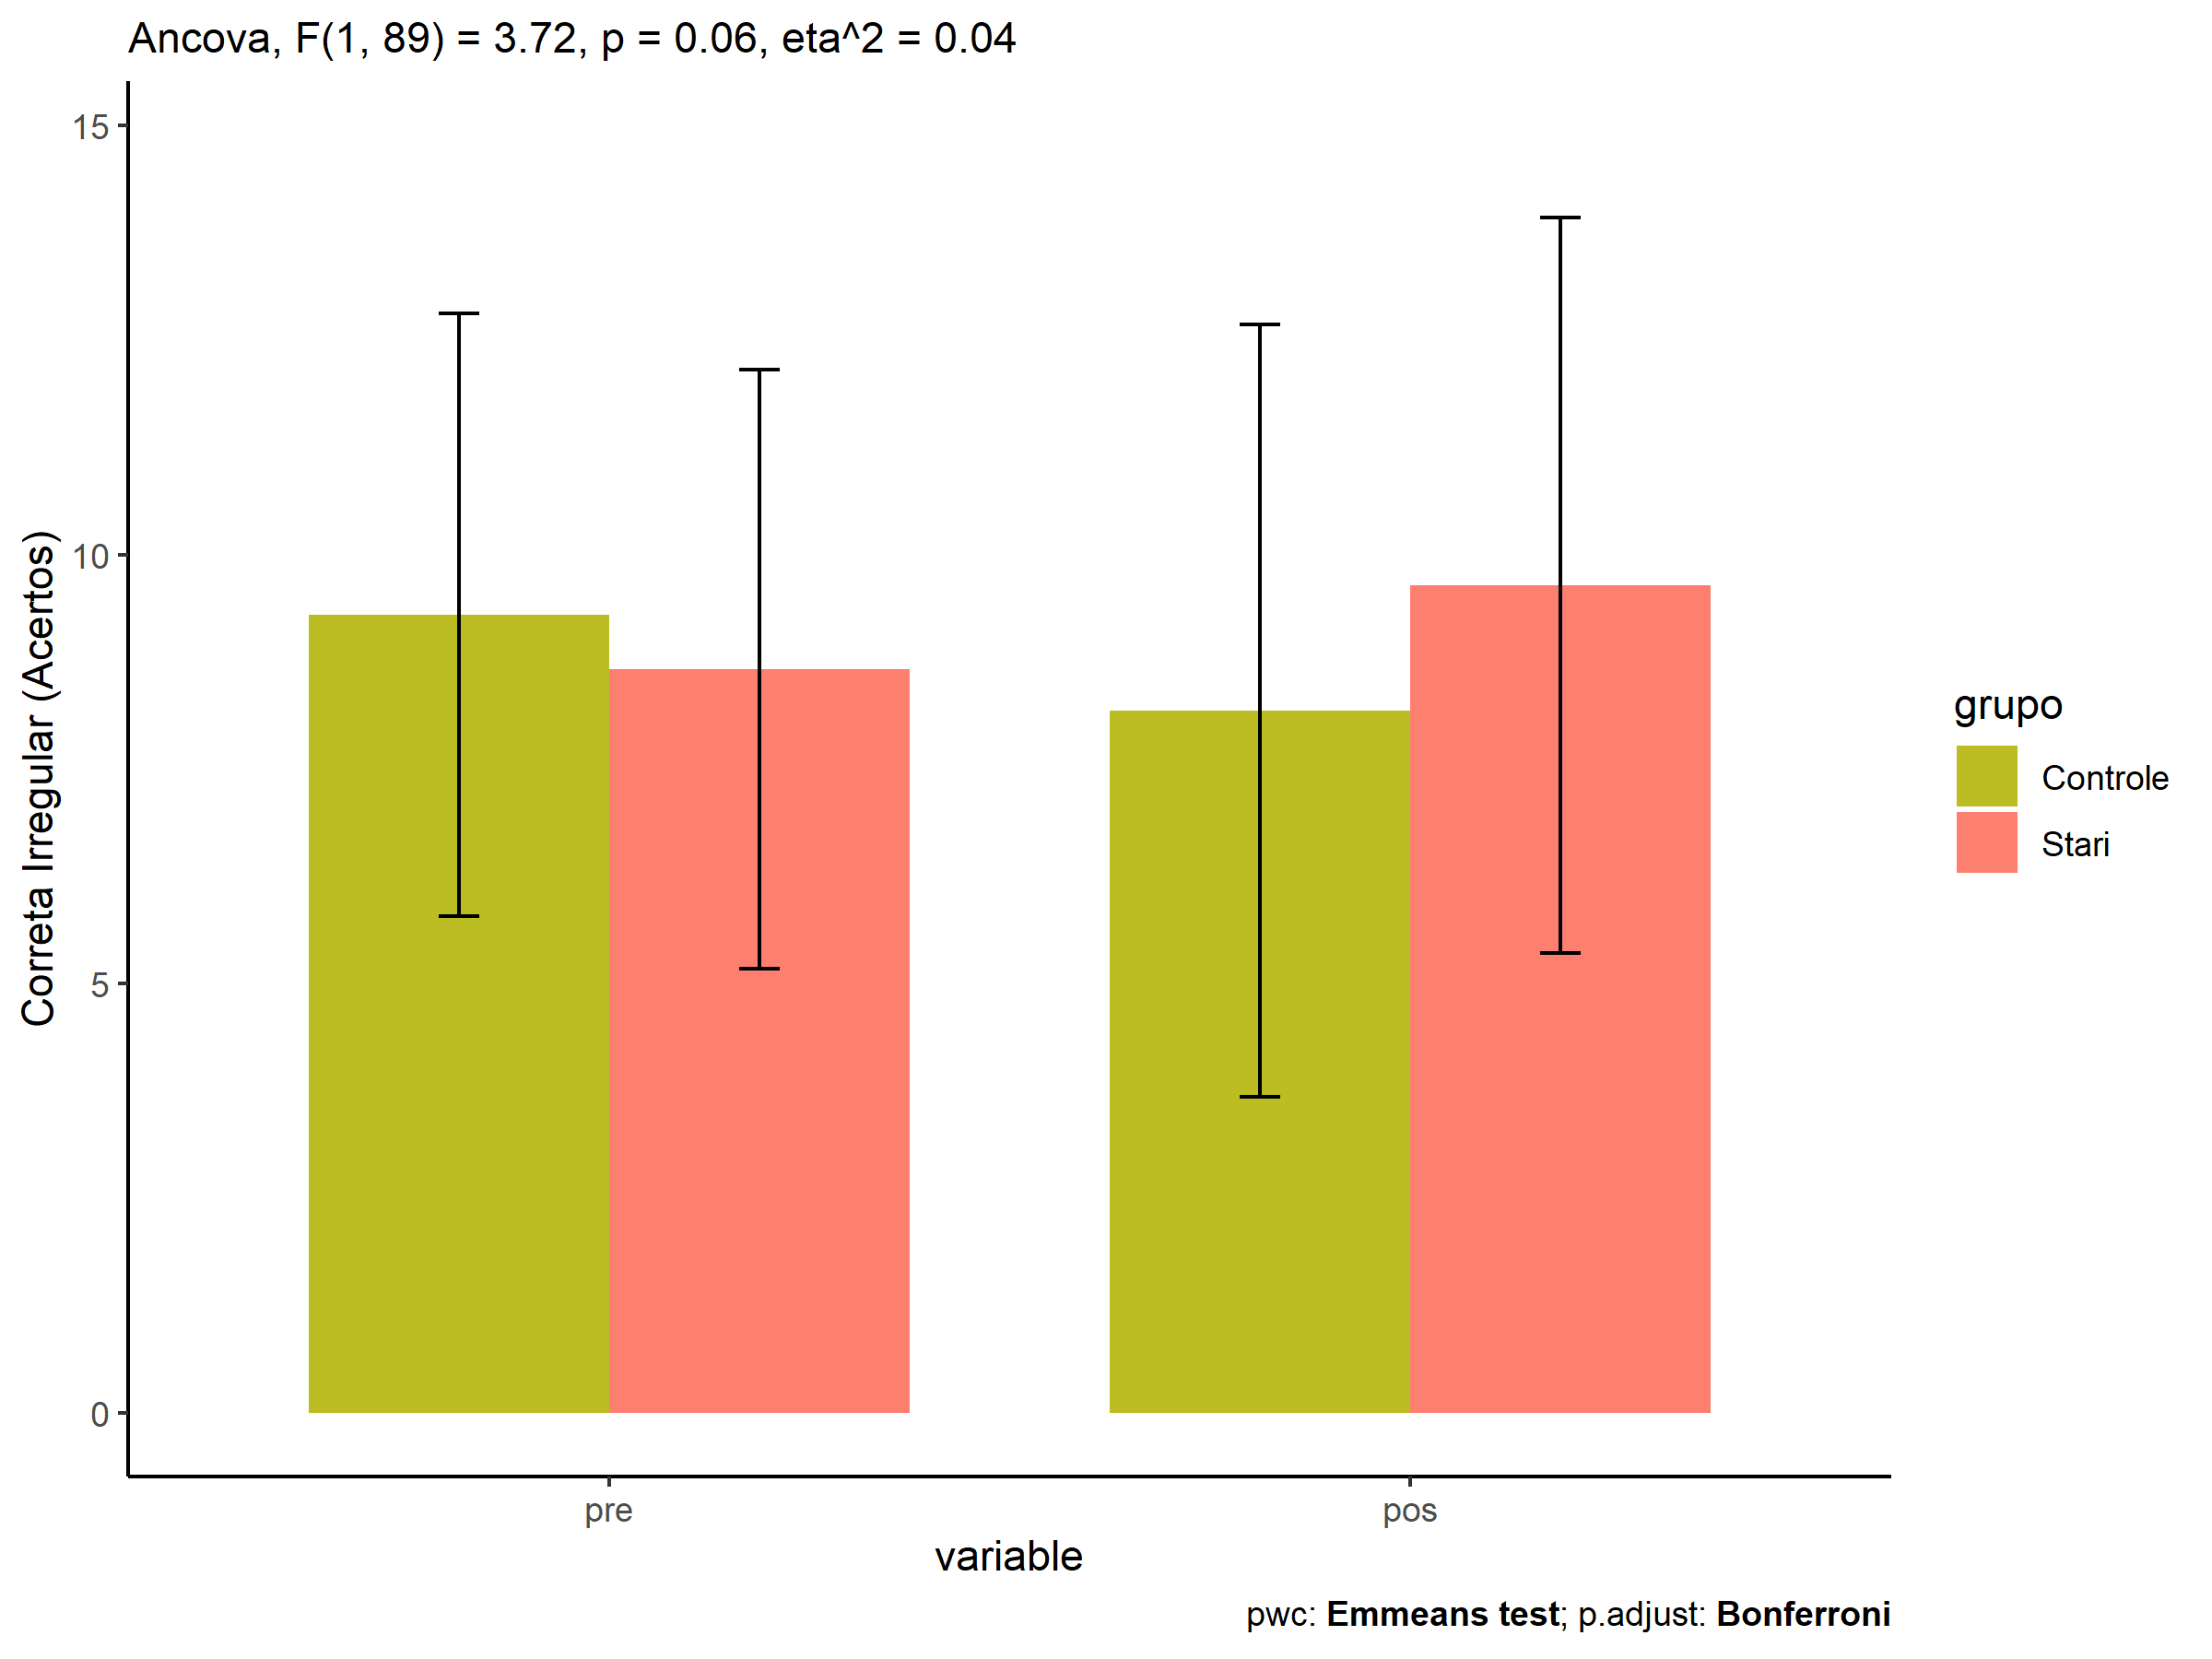 Ancova, F(1, 89) = 3.72, p = 0.06, eta^2 = 0.04
Correta Irregular (Acertos)
15
10
5
0
pre
pos
variable
grupo
Controle
Stari
pwc: Emmeans test; p.adjust: Bonferroni